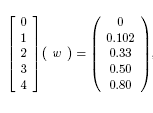 [ 0 1 2 3 4 ] ( w ) = ( 0 0.102 0.33 0.50 0.80 ).